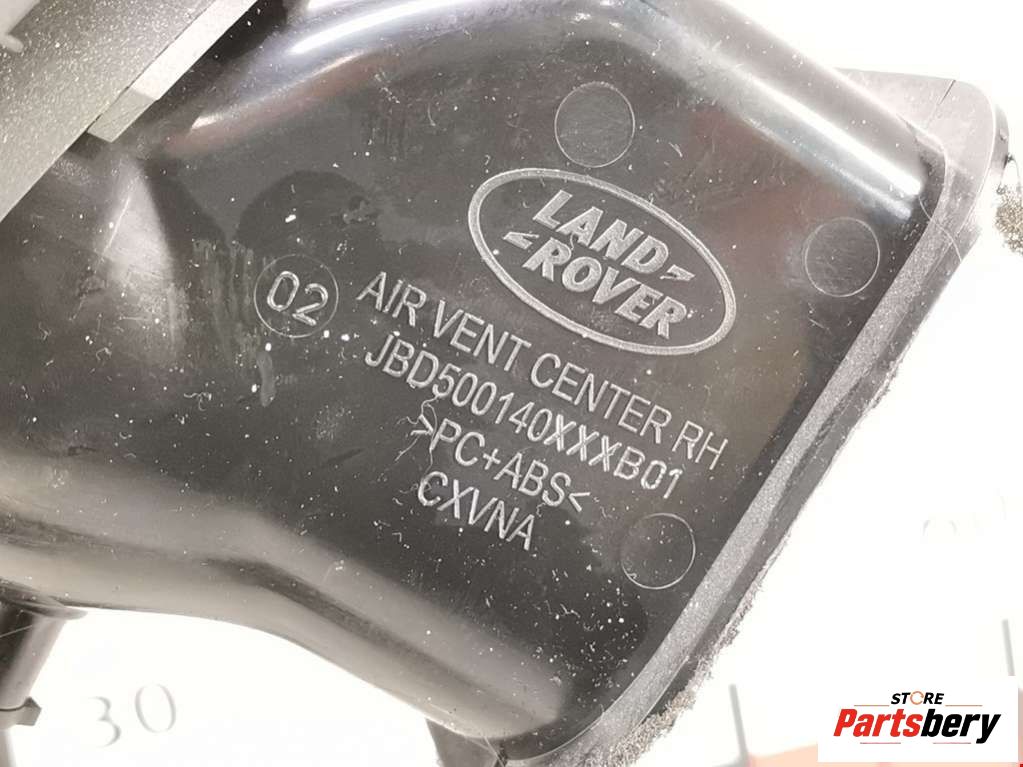 LAND
ROVER
02
AIR VENT CENTER RH
JBD500140XXXB01
>PC+ABS<
CXVNA
30
STORE
Partsbery